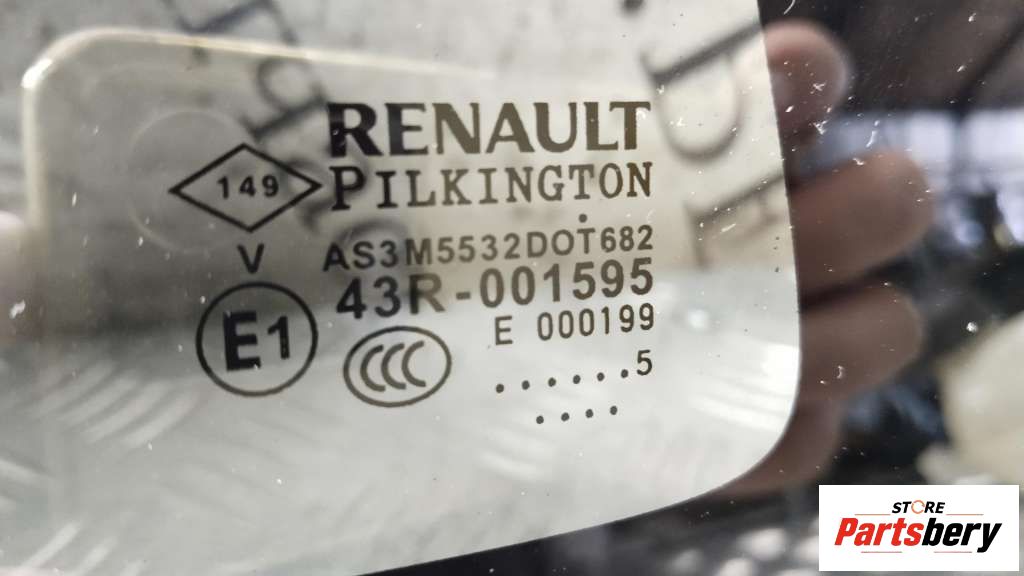 RENAULT
149
PILKINGTON
V
AS3M5532DOT682
43R-001595
E1
CCC
E 000199
......5
....
STORE
Partsbery